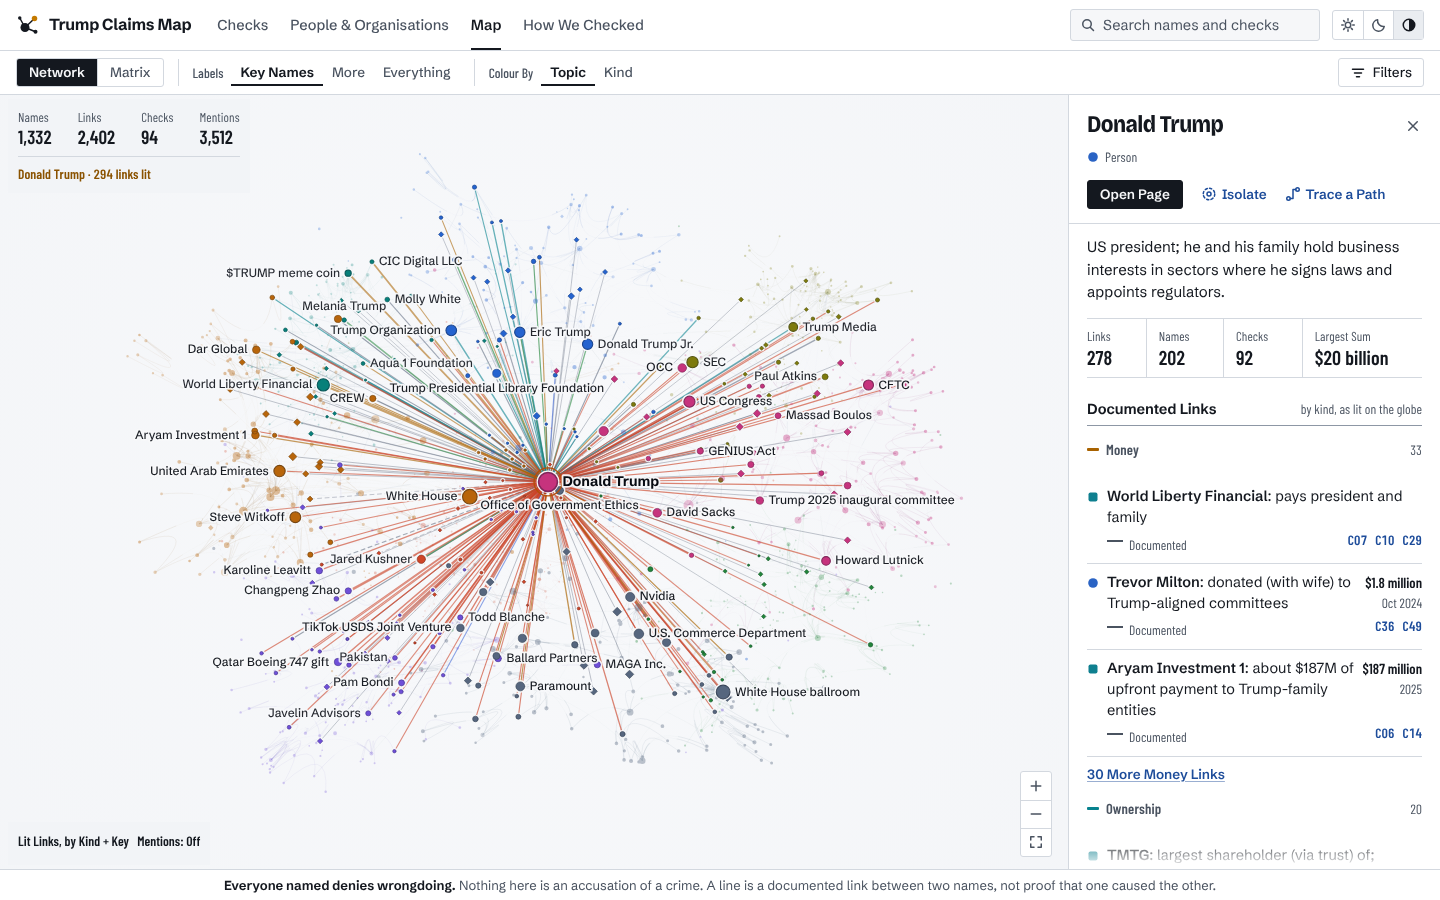 Trump Claims Map
Checks
People & Organisations
Map
How We Checked
Search names and checks
Network
Matrix
Labels
Key Names
More
Everything
Colour By
Topic
Kind
Filters
Names
Links
Checks
Mentions
1,332
2,402
94
3,512
Donald Trump · 294 links lit
CIC Digital LLC
$TRUMP meme coin
Molly White
Melania Trump
Trump Organization
Eric Trump
Trump Media
Donald Trump Jr.
Dar Global
Aqua 1 Foundation
OCC
SEC
Paul Atkins
World Liberty Financial
Trump Presidential Library Foundation
CFTC
CREW
US Congress
Massad Boulos
Aryam Investment 1
GENIUS Act
United Arab Emirates
Donald Trump
White House
Office of Government Ethics
Trump 2025 inaugural committee
David Sacks
Steve Witkoff
Jared Kushner
Howard Lutnick
Karoline Leavitt
Changpeng Zhao
Nvidia
Todd Blanche
TikTok USDS Joint Venture
U.S. Commerce Department
Qatar Boeing 747 gift
Pakistan
Ballard Partners
MAGA Inc.
Pam Bondi
Paramount
White House ballroom
Javelin Advisors
Lit Links, by Kind + Key
Mentions: Off
Donald Trump
Person
Open Page
Isolate
Trace a Path
US president; he and his family hold business
interests in sectors where he signs laws and
appoints regulators.
Links
Names
Checks
Largest Sum
278
202
92
$20 billion
Documented Links
by kind, as lit on the globe
Money
33
World Liberty Financial: pays president and
family
Documented
C07 C10 C29
Trevor Milton: donated (with wife) to
$1.8 million
Trump-aligned committees
Oct 2024
Documented
C36 C49
Aryam Investment 1: about $187M of
$187 million
upfront payment to Trump-family
2025
entities
Documented
C06 C14
30 More Money Links
Ownership
20
TMTG: largest shareholder (via trust) of;
Everyone named denies wrongdoing. Nothing here is an accusation of a crime. A line is a documented link between two names, not proof that one caused the other.